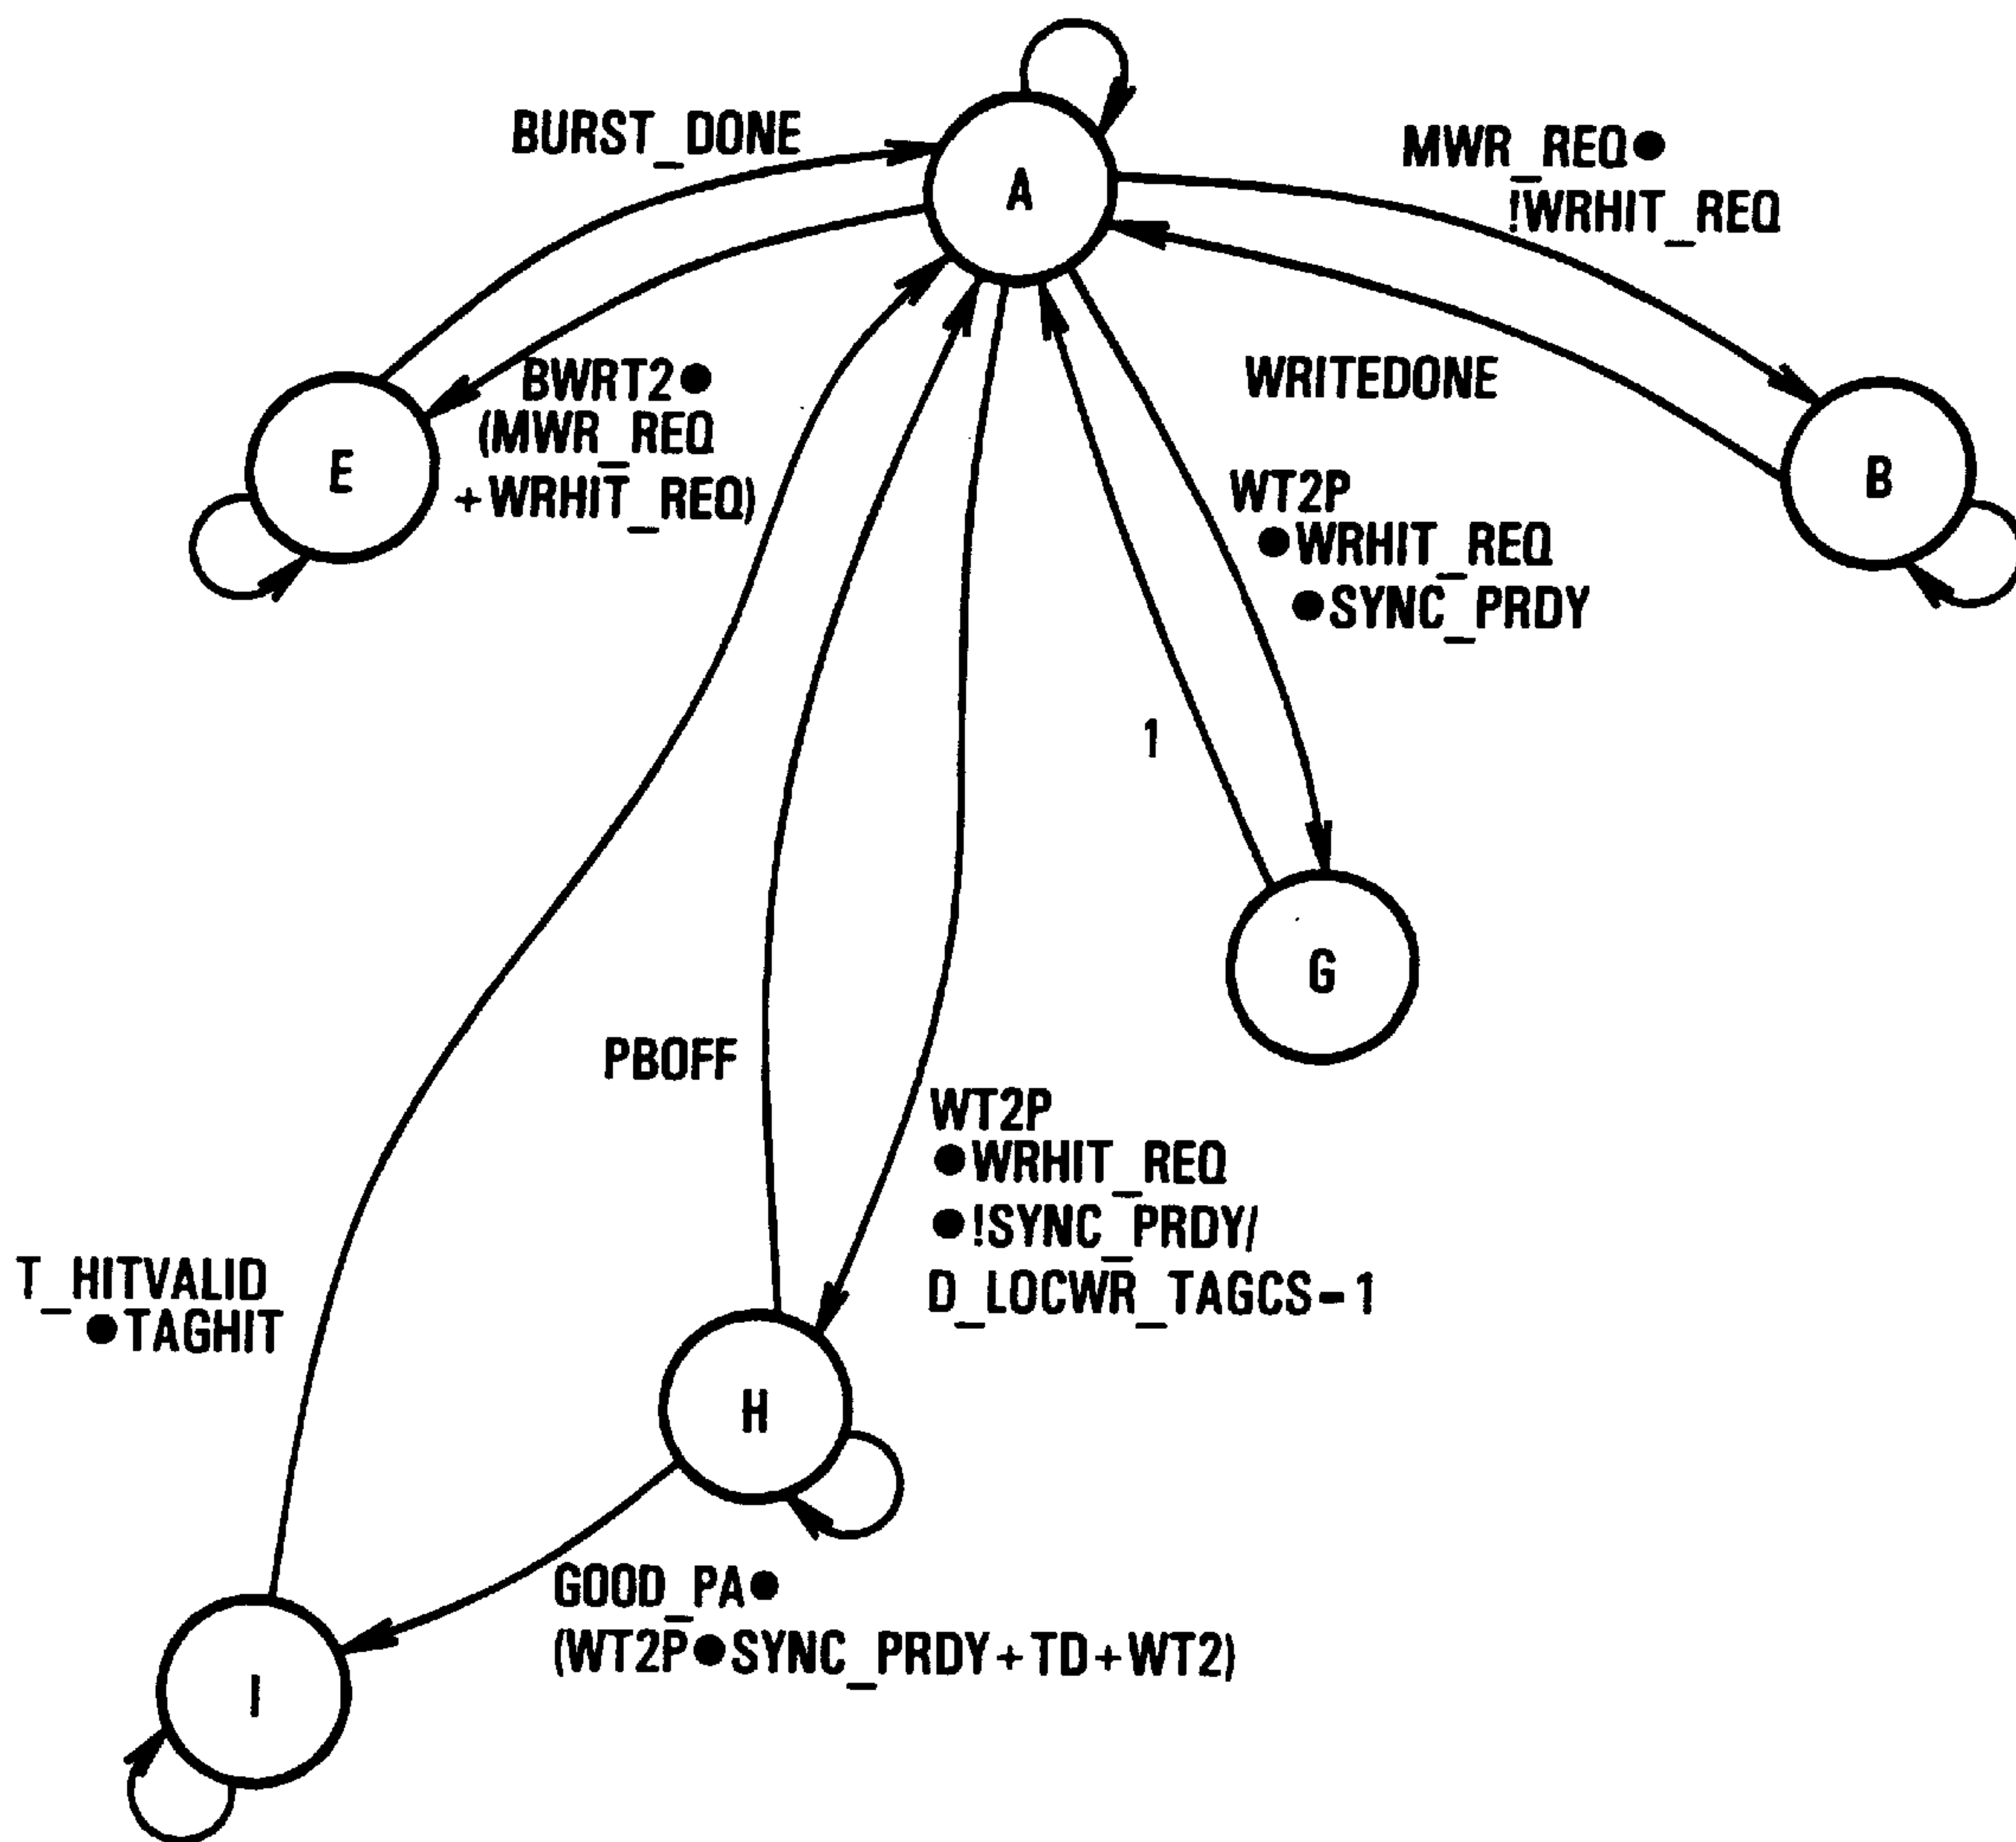 BURST_DONE
A
MWR_REQ●
!WRHIT_REQ
BWRT2●
(MWR_REQ
+WRHIT_REQ)
E
WRITEDONE
B
WT2P
●WRHIT_REQ
●SYNC_PRDY
1
G
PBOFF
WT2P
●WRHIT_REQ
●!SYNC_PRDY/
D_LOCWR_TAGCS-1
T_HITVALID
●TAGHIT
H
GOOD_PA●
(WT2P●SYNC_PRDY+TD+WT2)
I